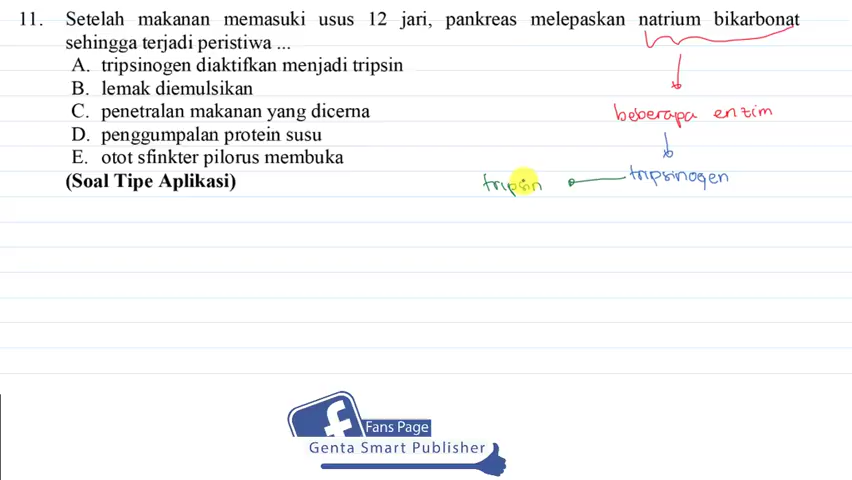 11. Setelah makanan memasuki usus 12 jari, pankreas melepaskan natrium bikarbonat
sehingga terjadi peristiwa ...
A. tripsinogen diaktifkan menjadi tripsin
B. lemak diemulsikan
C. penetralan makanan yang dicerna
D. penggumpalan protein susu
E. otot sfinkter pilorus membuka
(Soal Tipe Aplikasi)
beberapa enzim
tripsinogen
tripsin
f
Fans Page
Genta Smart Publisher